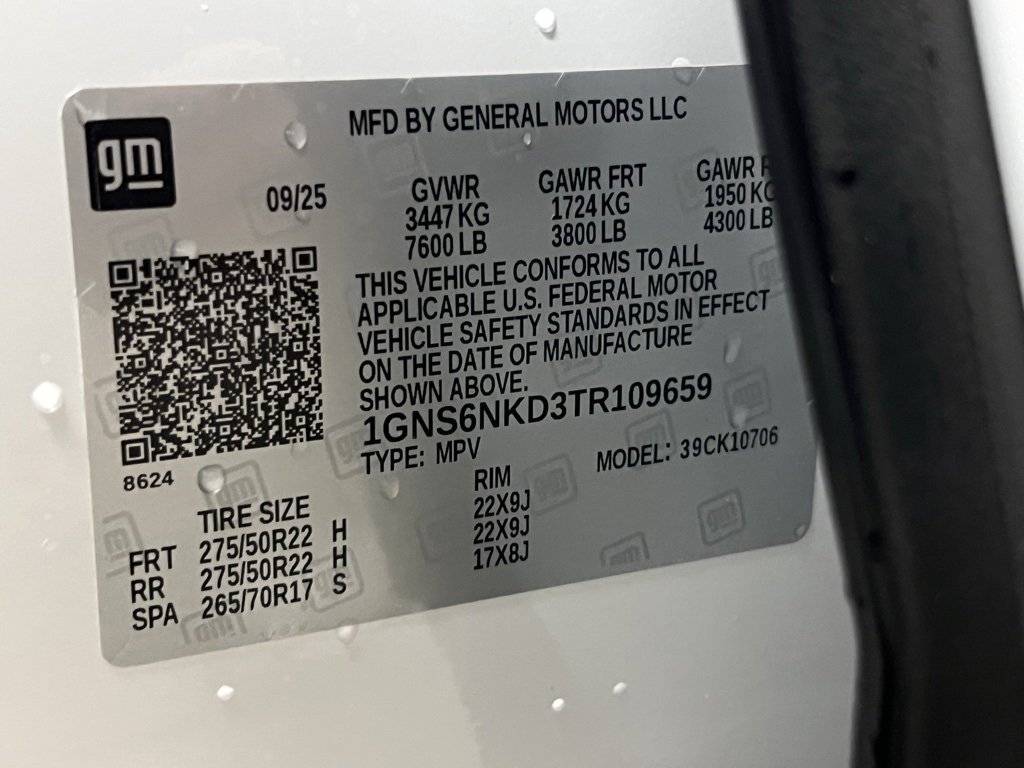 gm
MFD BY GENERAL MOTORS LLC
09/25
GVWR GAWR FRT GAWR
3447 KG 1724 KG 1950 KG
7600 LB 3800 LB 4300 LB
THIS VEHICLE CONFORMS TO ALL
APPLICABLE U.S. FEDERAL MOTOR
VEHICLE SAFETY STANDARDS IN EFFECT
ON THE DATE OF MANUFACTURE
SHOWN ABOVE.
1GNS6NKD3TR109659
TYPE: MPV MODEL: 39CK10706
8624
TIRE SIZE RIM
FRT 275/50R22 H 22X9J
RR 275/50R22 H 22X9J
SPA 265/70R17 S 17X8J